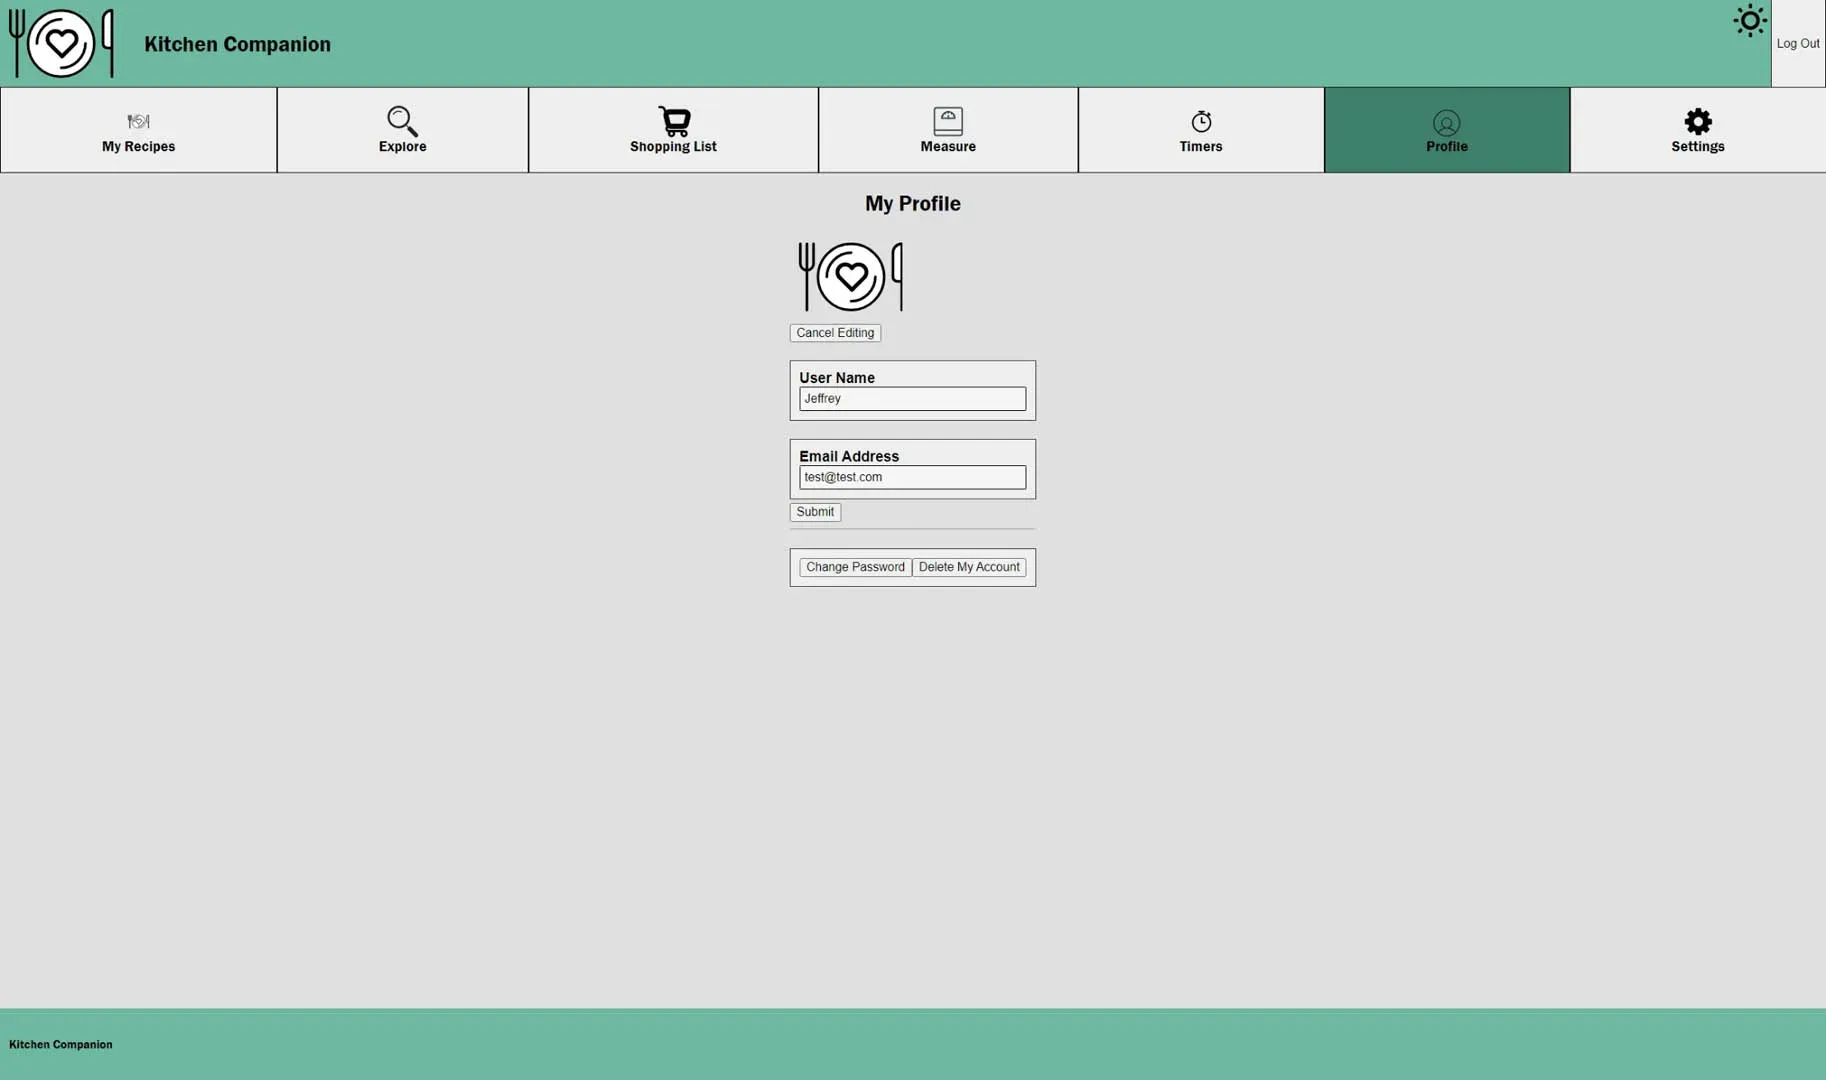 Kitchen Companion
Log Out
My Recipes
Explore
Shopping List
Measure
Timers
Profile
Settings
My Profile
Cancel Editing
User Name
Jeffrey
Email Address
test@test.com
Submit
Change Password Delete My Account
Kitchen Companion